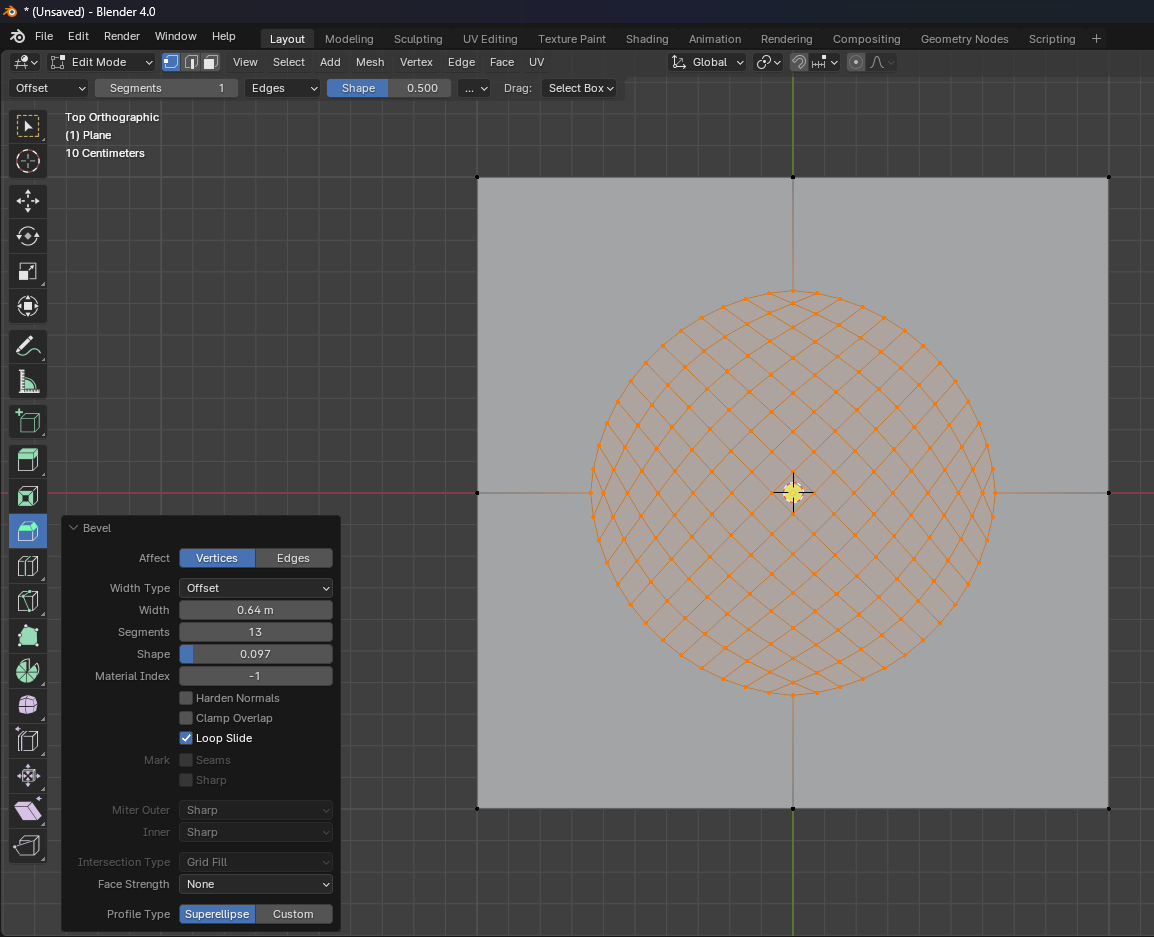 * (Unsaved) - Blender 4.0
File Edit Render Window Help Layout Modeling Sculpting UV Editing Texture Paint Shading Animation Rendering Compositing Geometry Nodes Scripting +
Edit Mode View Select Add Mesh Vertex Edge Face UV Global
Offset Segments 1 Edges Shape 0.500 ... Drag: Select Box
Top Orthographic
(1) Plane
10 Centimeters
Bevel
Affect Vertices Edges
Width Type Offset
Width 0.64 m
Segments 13
Shape 0.097
Material Index -1
Harden Normals
Clamp Overlap
Loop Slide
Mark Seams
Sharp
Miter Outer Sharp
Inner Sharp
Intersection Type Grid Fill
Face Strength None
Profile Type Superellipse Custom